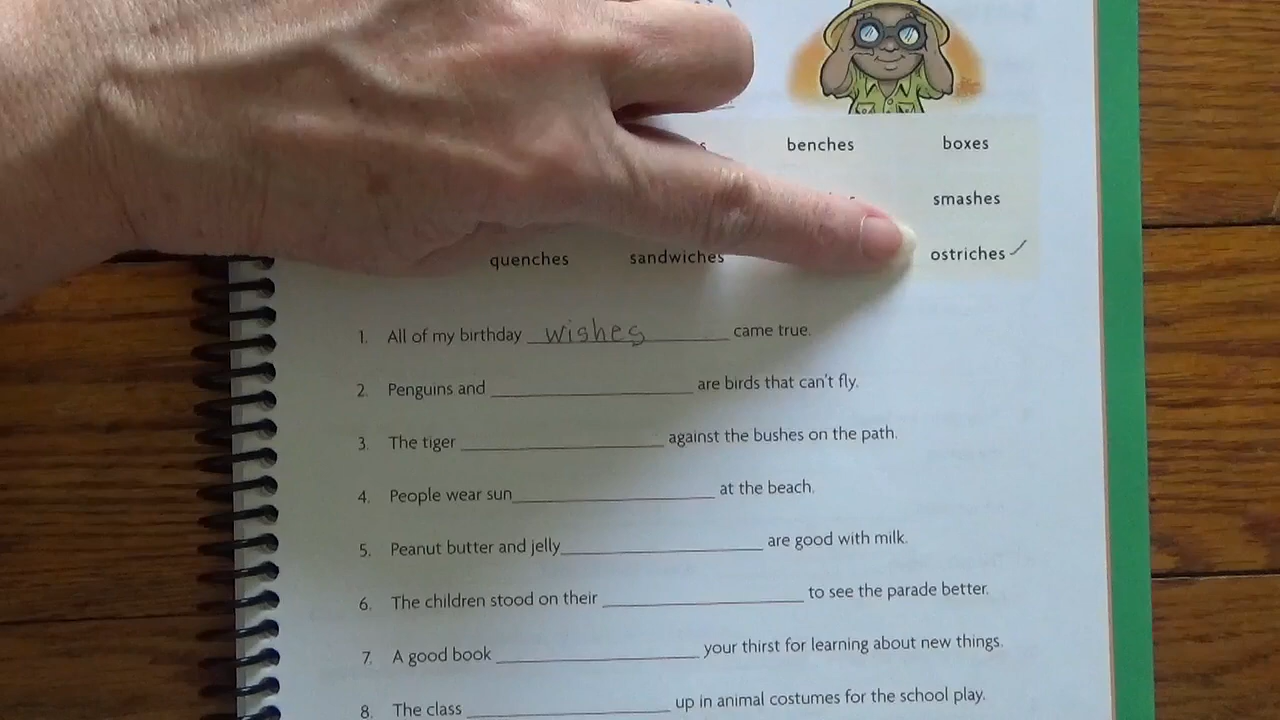 benches boxes
smashes
quenches sandwiches ostriches
1. All of my birthday wishes came true.
2. Penguins and are birds that can't fly.
3. The tiger against the bushes on the path.
4. People wear sun at the beach.
5. Peanut butter and jelly are good with milk.
6. The children stood on their to see the parade better.
7. A good book your thirst for learning about new things.
8. The class up in animal costumes for the school play.